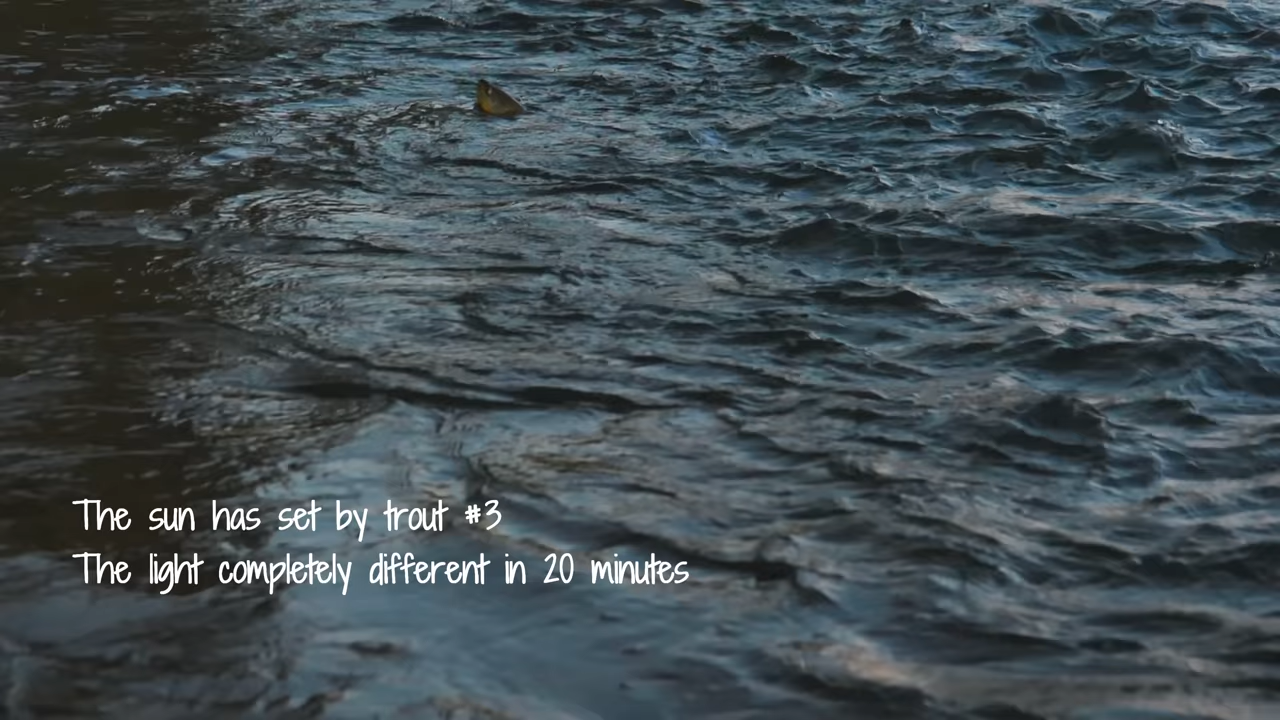 The sun has set by trout #3
The light completely different in 20 minutes